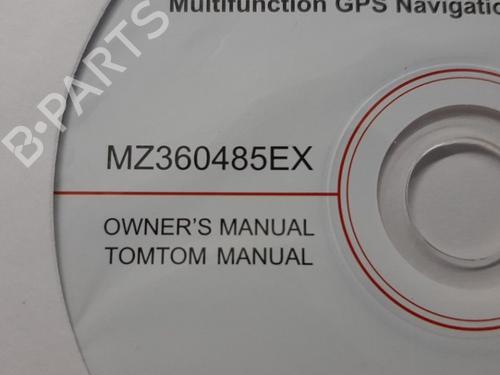 Multifunction GPS Navigatio
B-PARTS
MZ360485EX
OWNER'S MANUAL
TOMTOM MANUAL